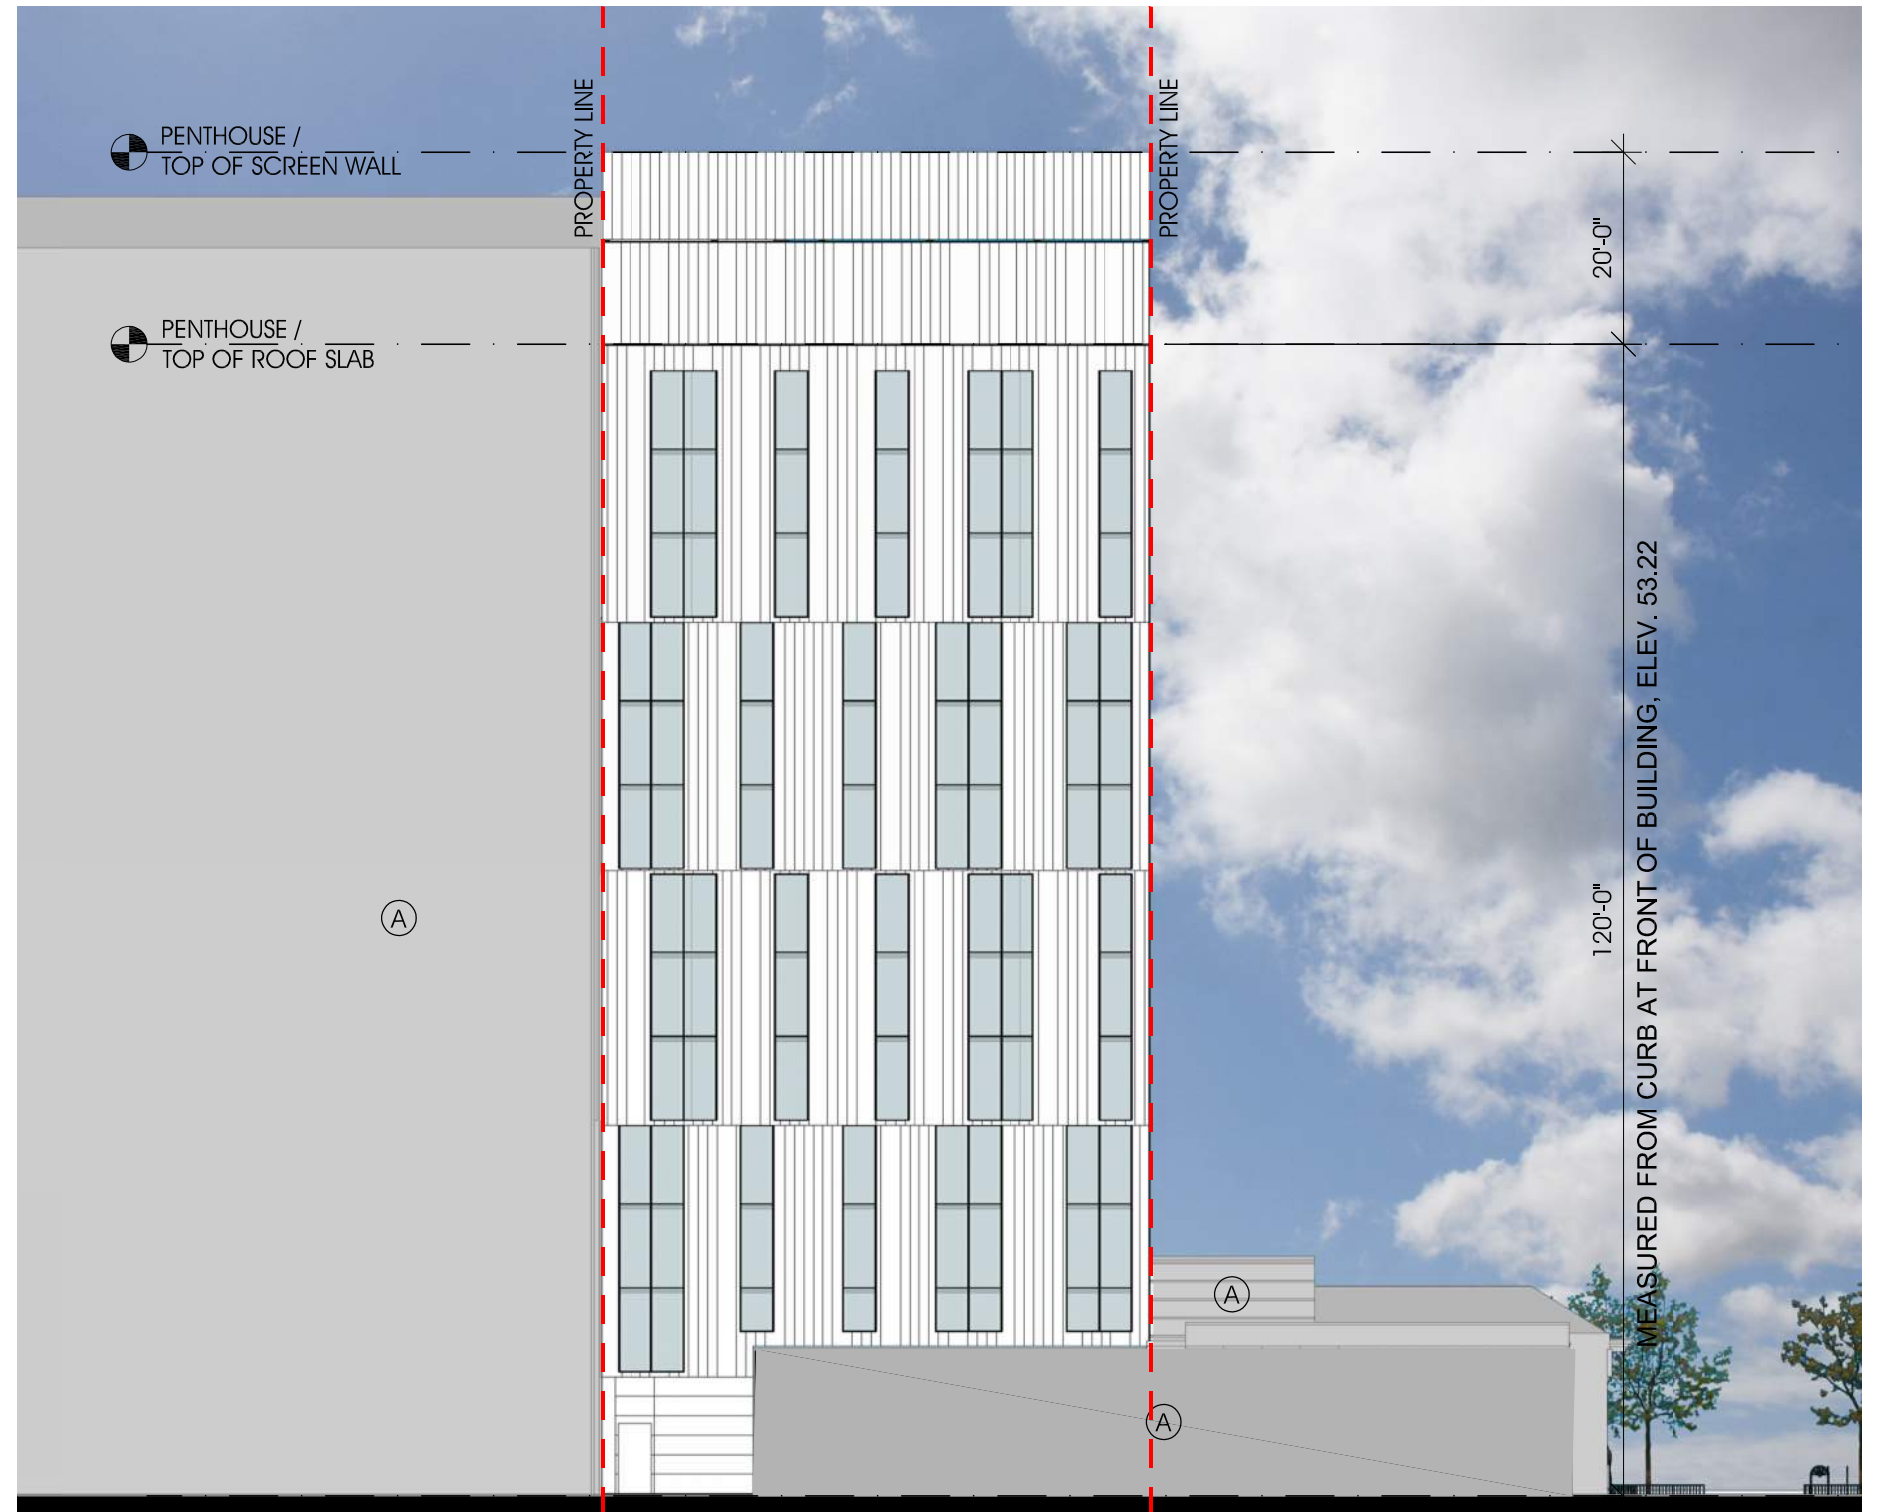 PROPERTY LINE
PROPERTY LINE
PENTHOUSE /
TOP OF SCREEN WALL
20'-0"
PENTHOUSE /
TOP OF ROOF SLAB
120'-0"
MEASURED FROM CURB AT FRONT OF BUILDING, ELEV. 53.22
A
A
A